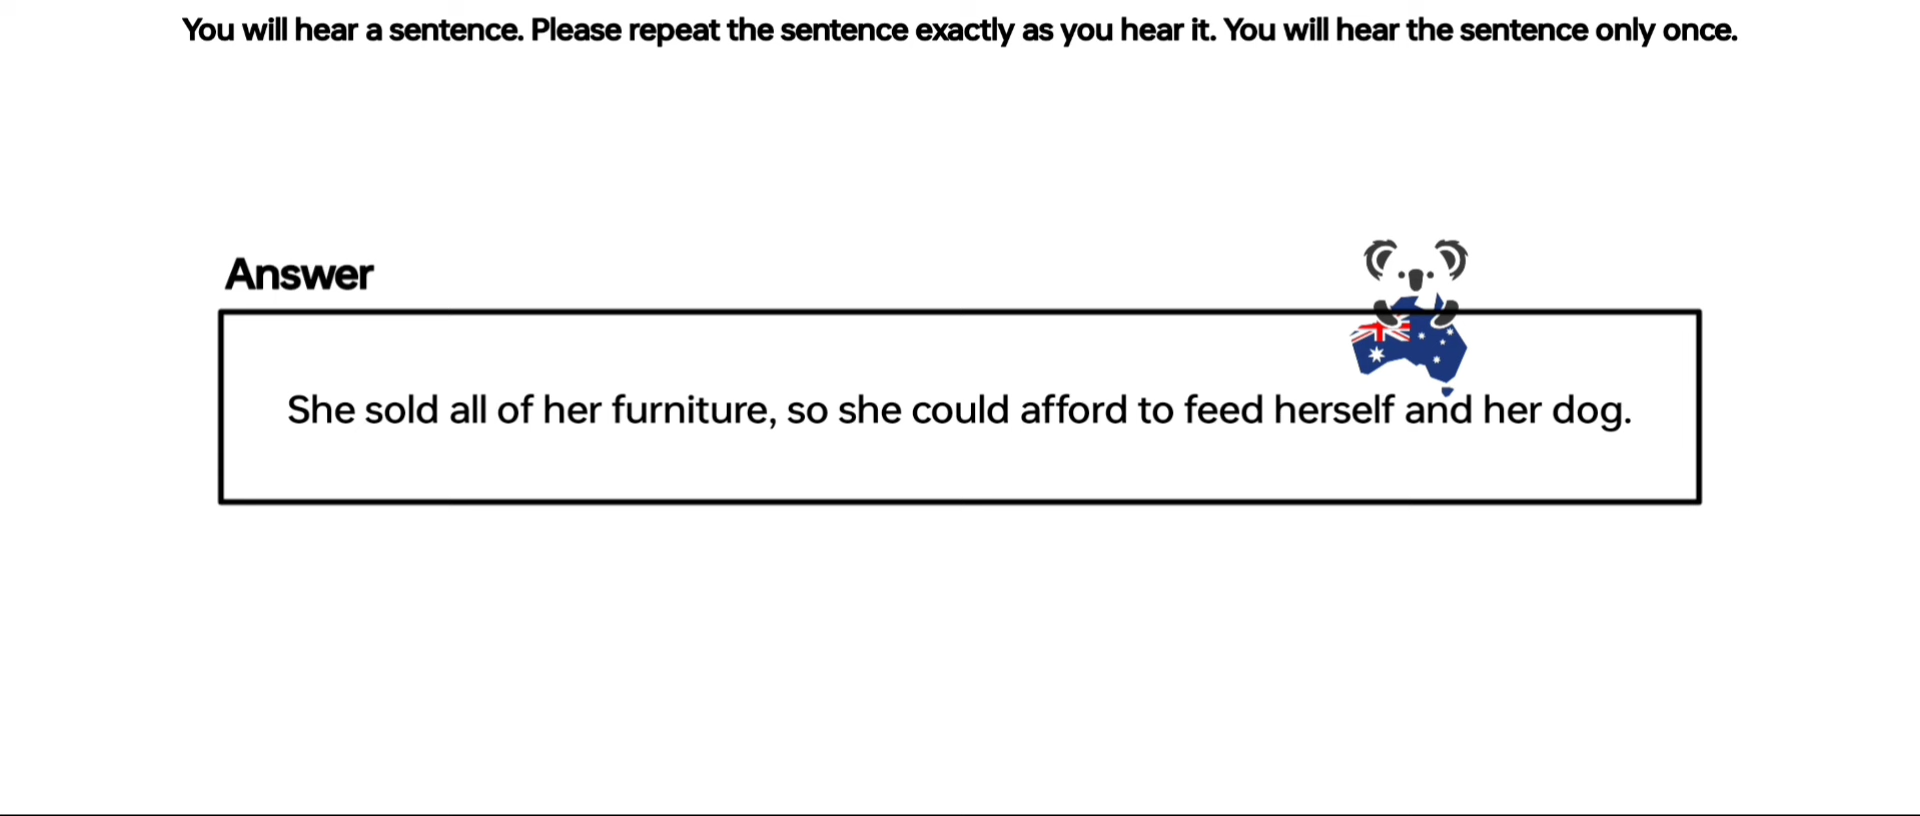 You will hear a sentence. Please repeat the sentence exactly as you hear it. You will hear the sentence only once.
Answer
She sold all of her furniture, so she could afford to feed herself and her dog.